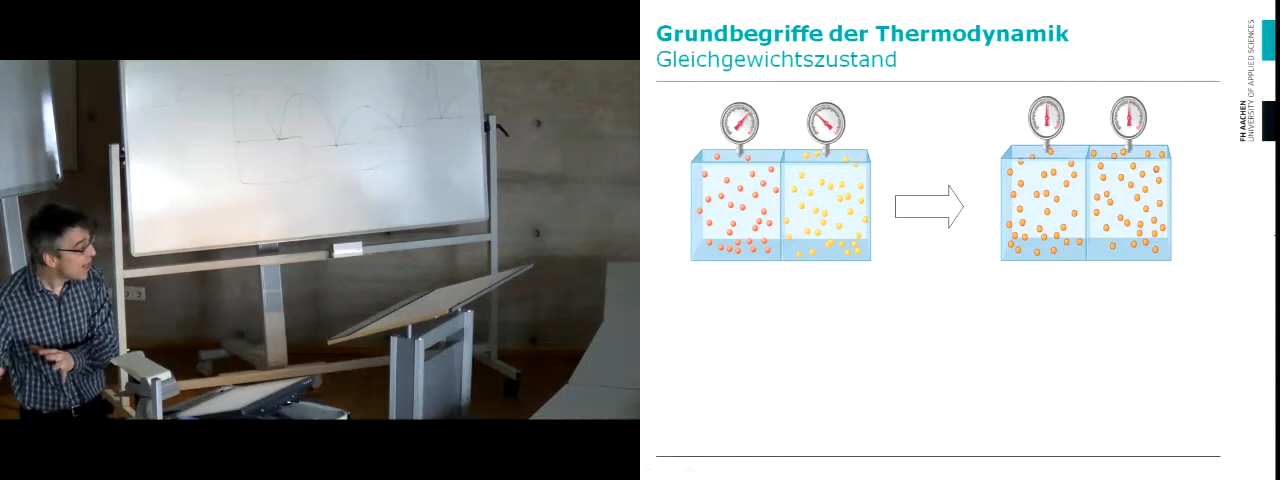 Grundbegriffe der Thermodynamik
Gleichgewichtszustand
FH AACHEN
UNIVERSITY OF APPLIED SCIENCES